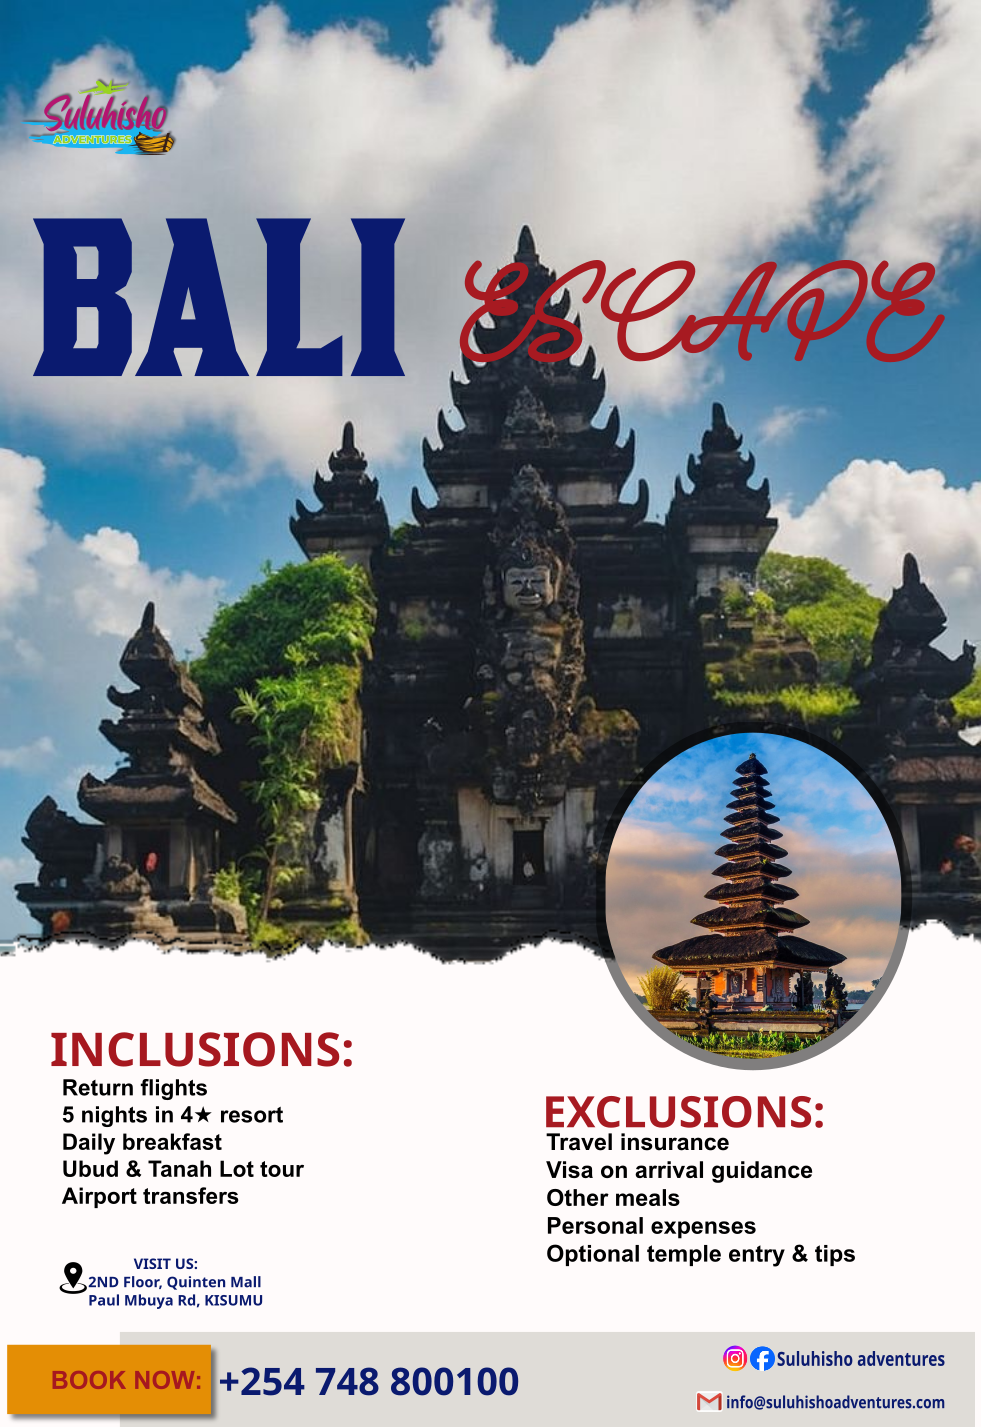 Suluhisho
ADVENTURES
BALI ESCAPE
INCLUSIONS:
Return flights
5 nights in 4★ resort
Daily breakfast
Ubud & Tanah Lot tour
Airport transfers
EXCLUSIONS:
Travel insurance
Visa on arrival guidance
Other meals
Personal expenses
Optional temple entry & tips
VISIT US:
2ND Floor, Quinten Mall
Paul Mbuya Rd, KISUMU
BOOK NOW: +254 748 800100
Suluhisho adventures
info@suluhishoadventures.com